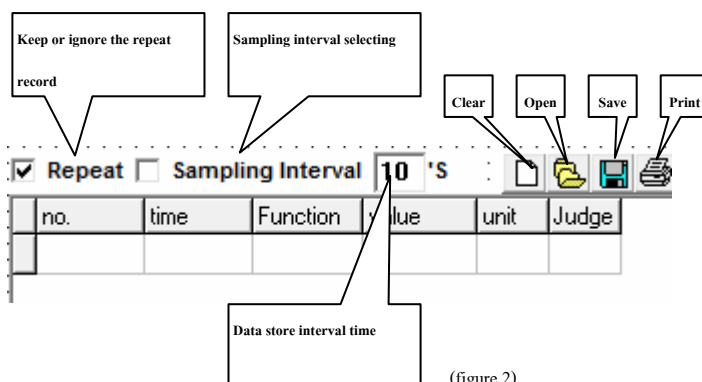 Keep or ignore the repeat
record
Sampling interval selecting
Clear
Open
Save
Print
Repeat
Sampling Interval 10 'S
no. time Function value unit Judge
Data store interval time
(figure 2)